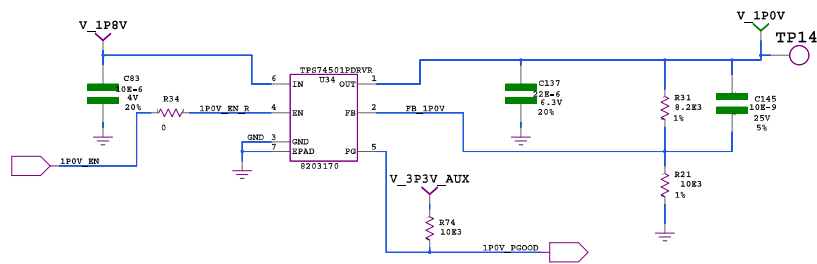 V_1P8V
C83
10E-6
4V
20%
R34
0
1P0V_EN_R
1P0V_EN
TPS74501PDRVR
U34
6 IN OUT 1
4 EN FB 2
GND 3 GND
7 EPAD PG 5
8203170
FB_1P0V
V_3P3V_AUX
R74
10E3
1P0V_PGOOD
C137
22E-6
6.3V
20%
R31
8.2E3
1%
R21
10E3
1%
C145
10E-9
25V
5%
V_1P0V
TP14